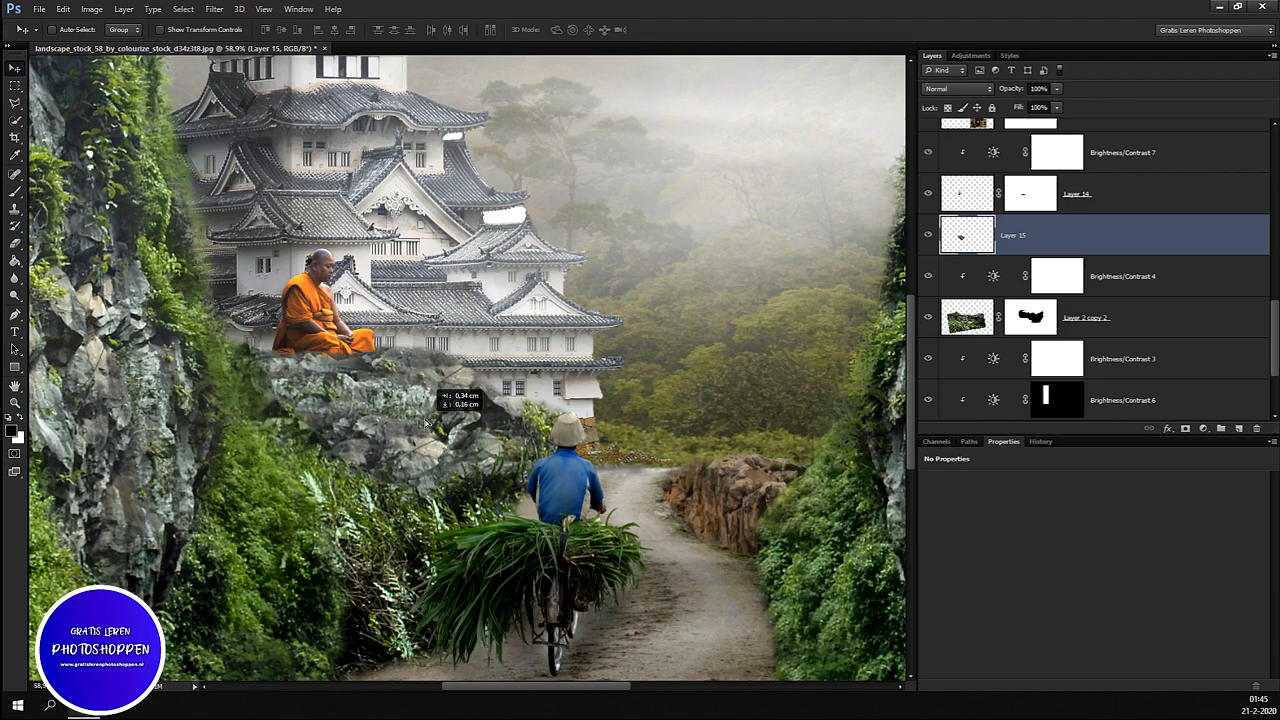 Ps File Edit Image Layer Type Select Filter 3D View Window Help
Auto-Select: Group Show Transform Controls 3D Mode: Gratis Leren Photoshoppen
landscape_stock_58_by_colourize_stock_d34z3t8.jpg @ 58,9% (Layer 15, RGB/8*) * ×
Layers Adjustments Styles
Kind
Normal Opacity: 100%
Lock: Fill: 100%
Brightness/Contrast 7
Layer 14
Layer 15
Brightness/Contrast 4
Layer 2 copy 2
Brightness/Contrast 3
Brightness/Contrast 6
Channels Paths Properties History
No Properties
0,34 cm
0,16 cm
GRATIS LEREN
PHOTOSHOPPEN
www.gratislerenphotoshoppen.nl
01:45
21-2-2020